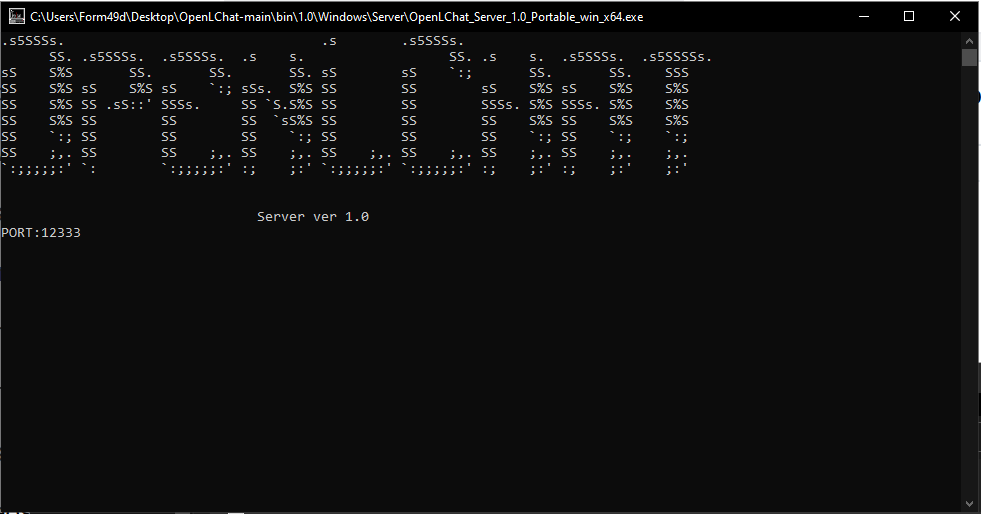 C:\Users\Form49d\Desktop\OpenLChat-main\bin\1.0\Windows\Server\OpenLChat_Server_1.0_Portable_win_x64.exe
OPENLCHAT
Server ver 1.0
PORT:12333